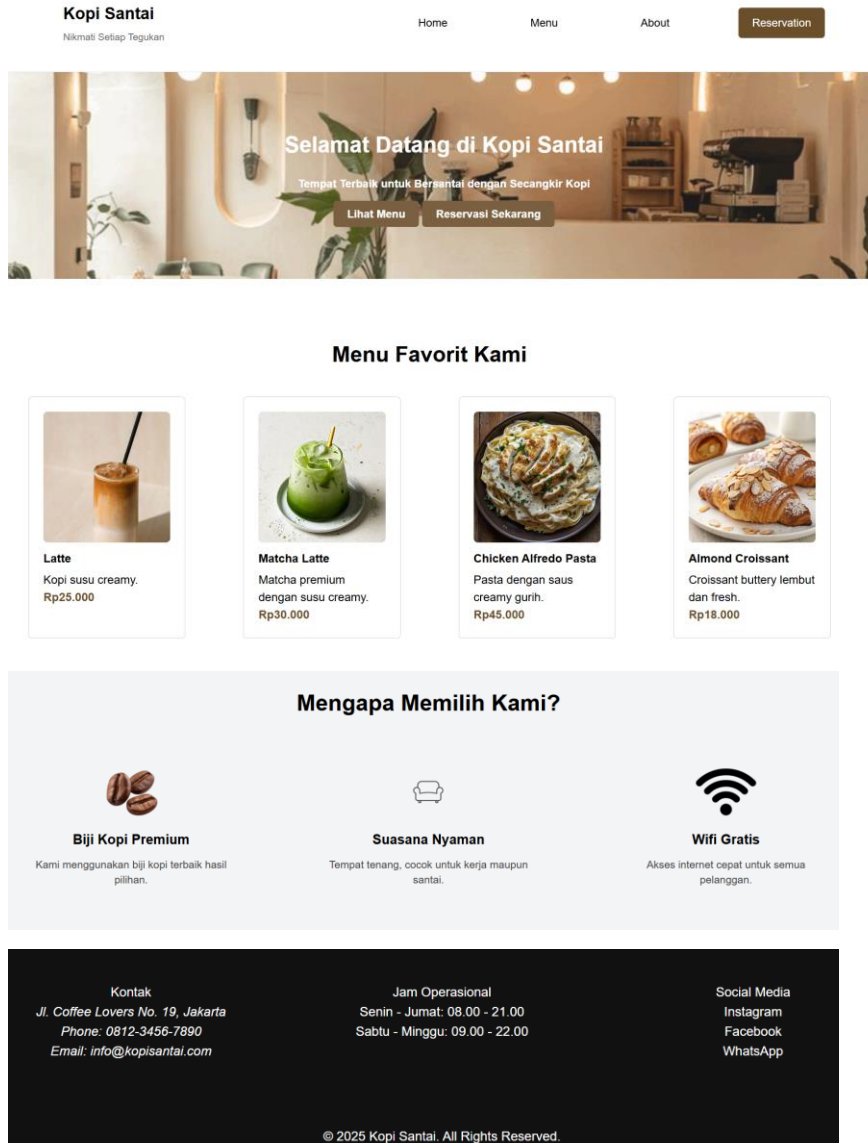 Kopi Santai
Nikmati Setiap Tegukan
Home
Menu
About
Reservation
Selamat Datang di Kopi Santai
Tempat Terbaik untuk Bersantai dengan Secangkir Kopi
Lihat Menu
Reservasi Sekarang
Menu Favorit Kami
Latte
Kopi susu creamy.
Rp25.000
Matcha Latte
Matcha premium
dengan susu creamy.
Rp30.000
Chicken Alfredo Pasta
Pasta dengan saus
creamy gurih.
Rp45.000
Almond Croissant
Croissant buttery lembut
dan fresh.
Rp18.000
Mengapa Memilih Kami?
Biji Kopi Premium
Kami menggunakan biji kopi terbaik hasil
pilihan.
Suasana Nyaman
Tempat tenang, cocok untuk kerja maupun
santai.
Wifi Gratis
Akses internet cepat untuk semua
pelanggan.
Kontak
Jl. Coffee Lovers No. 19, Jakarta
Phone: 0812-3456-7890
Email: info@kopisantai.com
Jam Operasional
Senin - Jumat: 08.00 - 21.00
Sabtu - Minggu: 09.00 - 22.00
Social Media
Instagram
Facebook
WhatsApp
© 2025 Kopi Santai. All Rights Reserved.